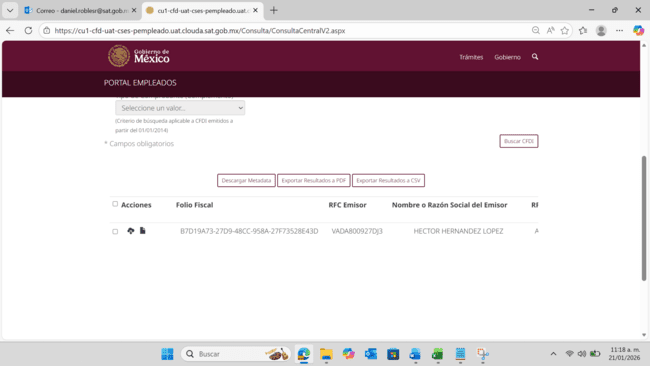 Correo - daniel.roblesr@sat.gob.m
cu1-cfd-uat-cses-pempleado.uat.c
https://cu1-cfd-uat-cses-pempleado.uat.clouda.sat.gob.mx/Consulta/ConsultaCentralV2.aspx
Gobierno de
México
Trámites
Gobierno
PORTAL EMPLEADOS
Seleccione un valor...
(Criterio de búsqueda aplicable a CFDI emitidos a
partir del 01/01/2014)
* Campos obligatorios
Buscar CFDI
Descargar Metadata
Exportar Resultados a PDF
Exportar Resultados a CSV
Acciones
Folio Fiscal
RFC Emisor
Nombre o Razón Social del Emisor
RF
B7D19A73-27D9-48CC-958A-27F73528E43D
VADA800927DJ3
HECTOR HERNANDEZ LOPEZ
A
Buscar
11:18 a. m.
21/01/2026